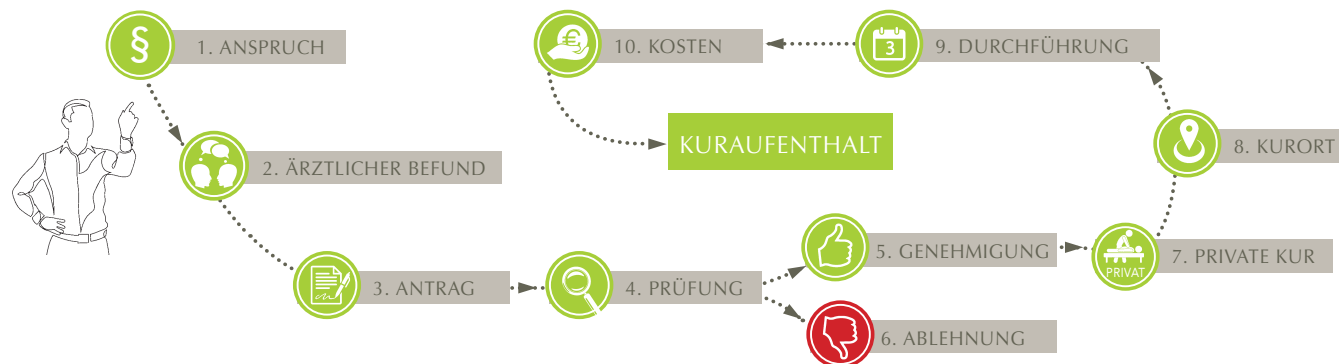 §
1. ANSPRUCH
2. ÄRZTLICHER BEFUND
3. ANTRAG
4. PRÜFUNG
5. GENEHMIGUNG
6. ABLEHNUNG
PRIVAT
7. PRIVATE KUR
8. KURORT
3
9. DURCHFÜHRUNG
€
10. KOSTEN
KURAUFENTHALT